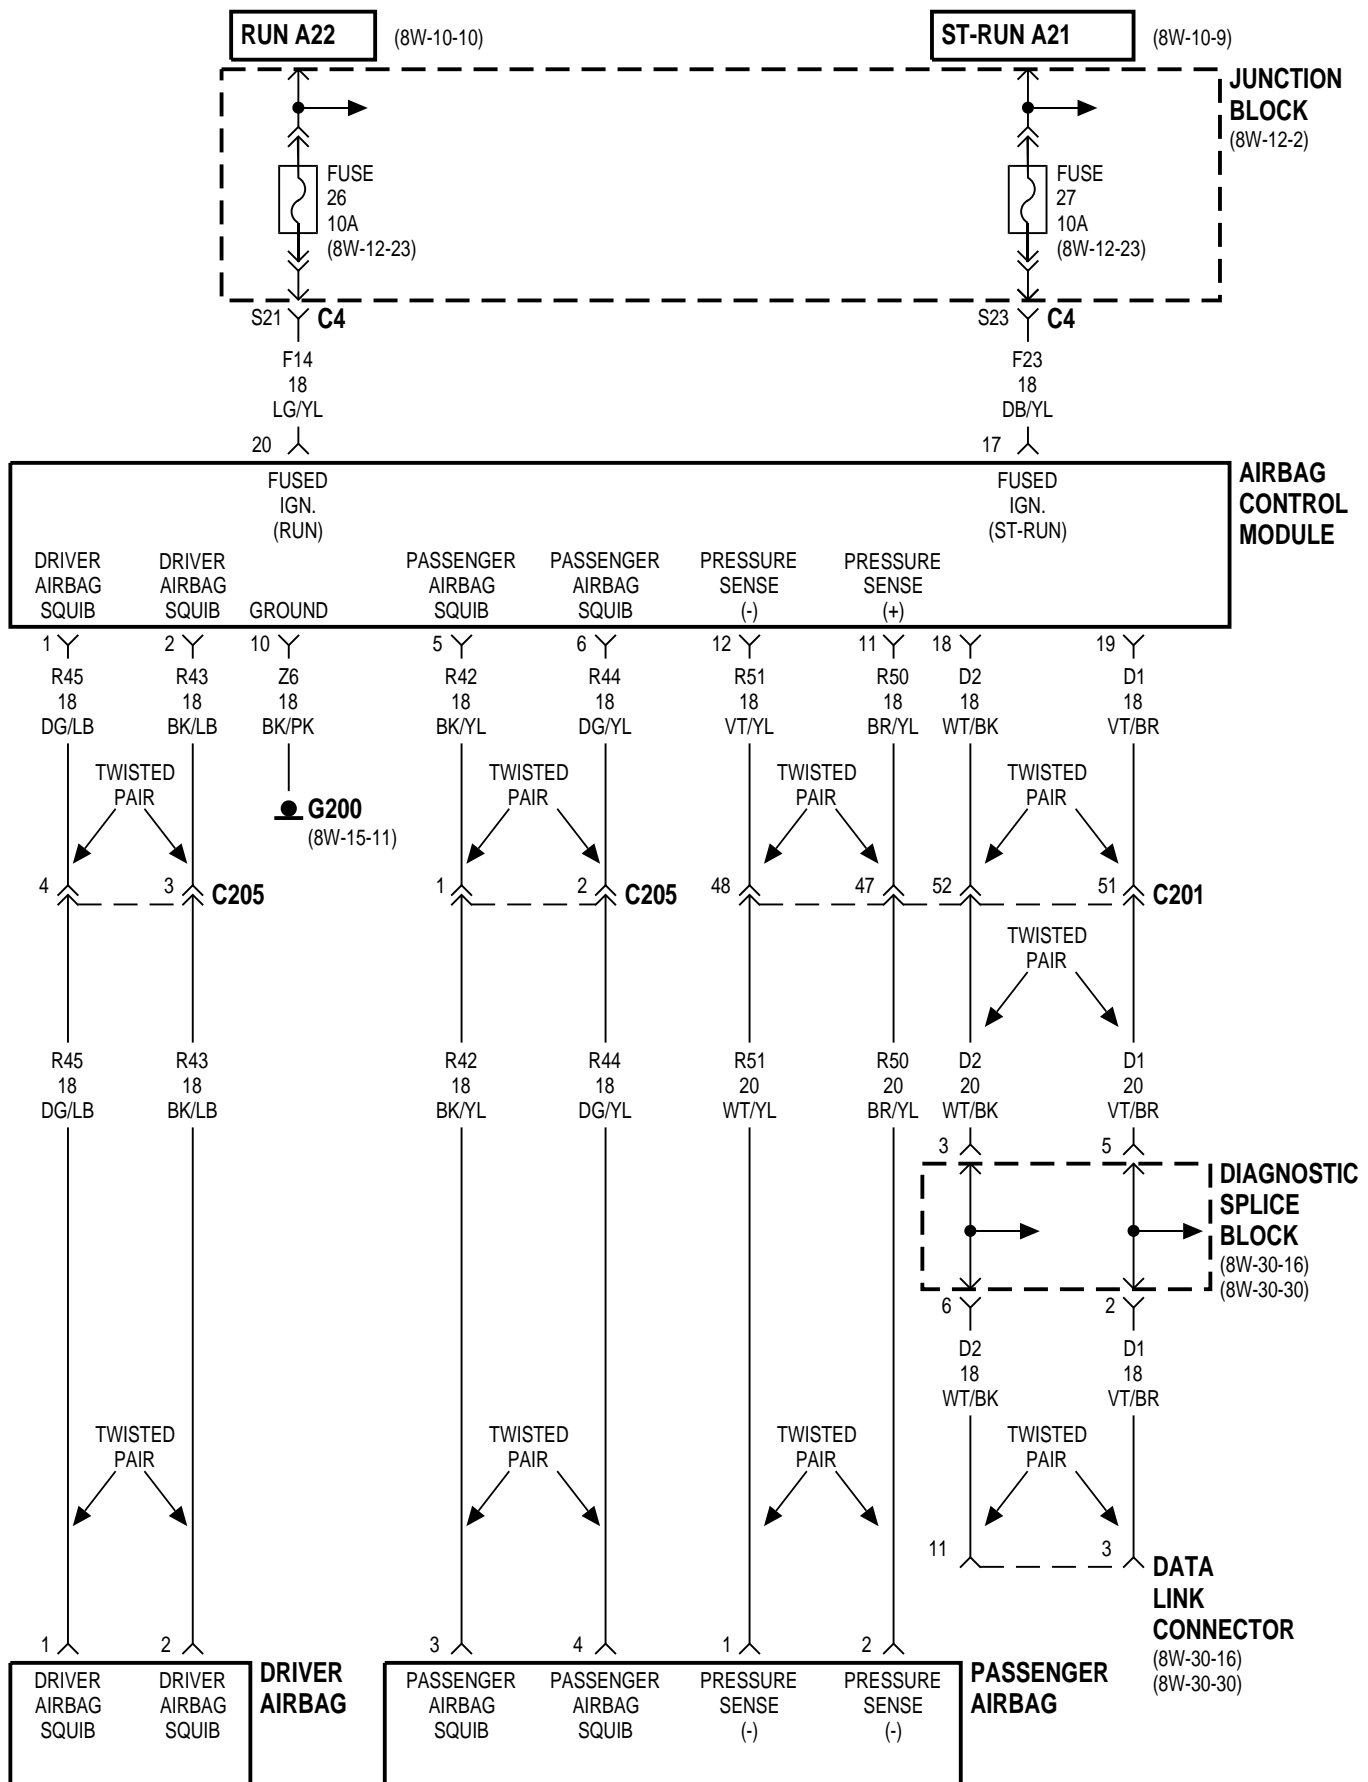 RUN A22 (8W-10-10) ST-RUN A21 (8W-10-9)
JUNCTION
BLOCK
(8W-12-2)
FUSE
26
10A
(8W-12-23)
FUSE
27
10A
(8W-12-23)
S21 C4 S23 C4
F14 F23
18 18
LG/YL DB/YL
20 17
FUSED
IGN.
(RUN)
FUSED
IGN.
(ST-RUN)
AIRBAG
CONTROL
MODULE
DRIVER
AIRBAG
SQUIB
DRIVER
AIRBAG
SQUIB
GROUND
PASSENGER
AIRBAG
SQUIB
PASSENGER
AIRBAG
SQUIB
PRESSURE
SENSE
(-)
PRESSURE
SENSE
(+)
1 2 10 5 6 12 11 18 19
R45 R43 Z6 R42 R44 R51 R50 D2 D1
18 18 18 18 18 18 18 18 18
DG/LB BK/LB BK/PK BK/YL DG/YL VT/YL BR/YL WT/BK VT/BR
TWISTED TWISTED TWISTED TWISTED
PAIR PAIR PAIR PAIR
G200
(8W-15-11)
4 3 C205 1 2 C205 48 47 52 51 C201
TWISTED
PAIR
R45 R43 R42 R44 R51 R50 D2 D1
18 18 18 18 20 20 20 20
DG/LB BK/LB BK/YL DG/YL WT/YL BR/YL WT/BK VT/BR
3 5
DIAGNOSTIC
SPLICE
BLOCK
(8W-30-16)
(8W-30-30)
6 2
D2 D1
18 18
WT/BK VT/BR
TWISTED TWISTED TWISTED TWISTED
PAIR PAIR PAIR PAIR
11 3
DATA
LINK
CONNECTOR
(8W-30-16)
(8W-30-30)
1 2 3 4 1 2
DRIVER
AIRBAG
SQUIB
DRIVER
AIRBAG
SQUIB
DRIVER
AIRBAG
PASSENGER
AIRBAG
SQUIB
PASSENGER
AIRBAG
SQUIB
PRESSURE
SENSE
(-)
PRESSURE
SENSE
(-)
PASSENGER
AIRBAG